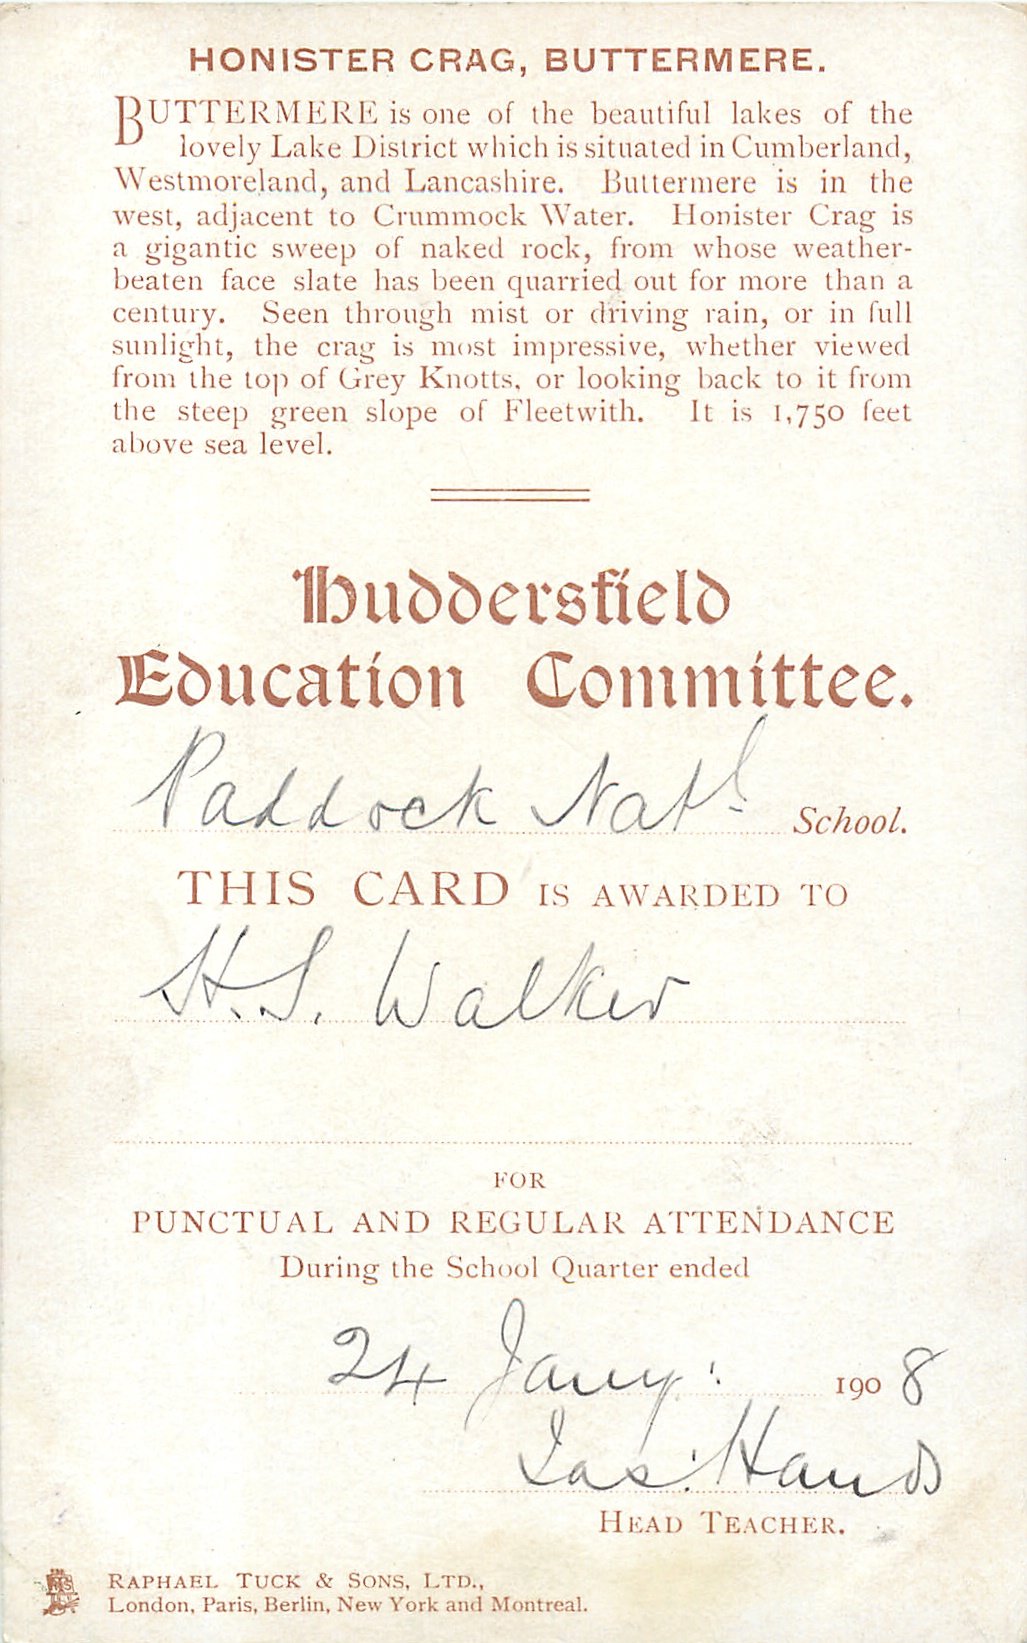 HONISTER CRAG, BUTTERMERE.
BUTTERMERE is one of the beautiful lakes of the
lovely Lake District which is situated in Cumberland,
Westmoreland, and Lancashire. Buttermere is in the
west, adjacent to Crummock Water. Honister Crag is
a gigantic sweep of naked rock, from whose weather-
beaten face slate has been quarried out for more than a
century. Seen through mist or driving rain, or in full
sunlight, the crag is most impressive, whether viewed
from the top of Grey Knotts, or looking back to it from
the steep green slope of Fleetwith. It is 1,750 feet
above sea level.
Huddersfield
Education Committee.
Paddock Natl. School.
THIS CARD IS AWARDED TO
H. S. Walker
FOR
PUNCTUAL AND REGULAR ATTENDANCE
During the School Quarter ended
24 Jany: 1908
Jas: Hands
HEAD TEACHER.
RAPHAEL TUCK & SONS, LTD.,
London, Paris, Berlin, New York and Montreal.